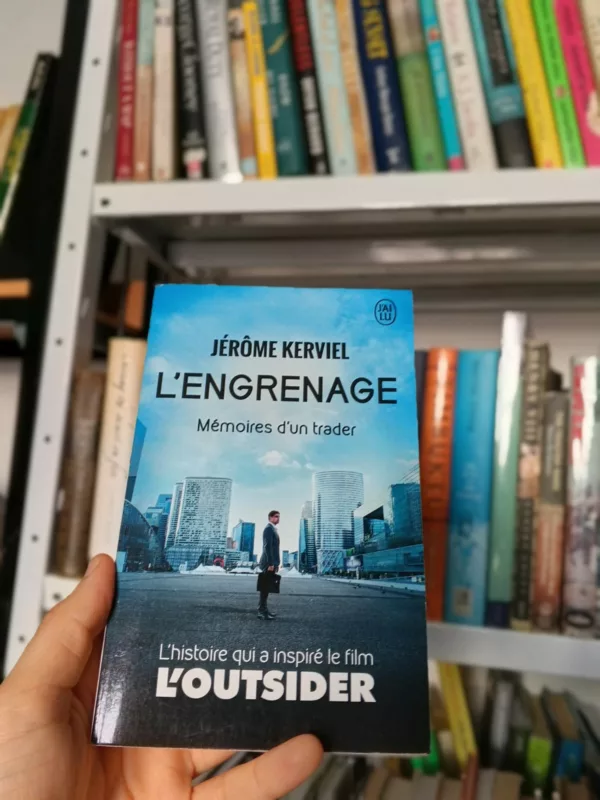 J'AI
LU
JÉRÔME KERVIEL
L'ENGRENAGE
Mémoires d'un trader
L'histoire qui a inspiré le film
L'OUTSIDER